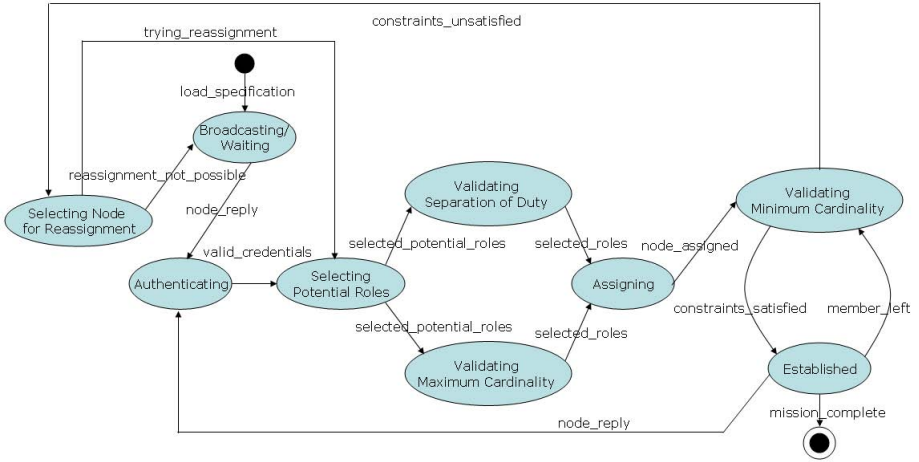 constraints_unsatisfied
trying_reassignment
load_specification
Broadcasting/
Waiting
reassignment_not_possible
Selecting Node
for Reassignment
node_reply
valid_credentials
Authenticating
Selecting
Potential Roles
selected_potential_roles
selected_potential_roles
Validating
Separation of Duty
Validating
Maximum Cardinality
selected_roles
selected_roles
Assigning
node_assigned
Validating
Minimum Cardinality
constraints_satisfied
member_left
Established
mission_complete
node_reply